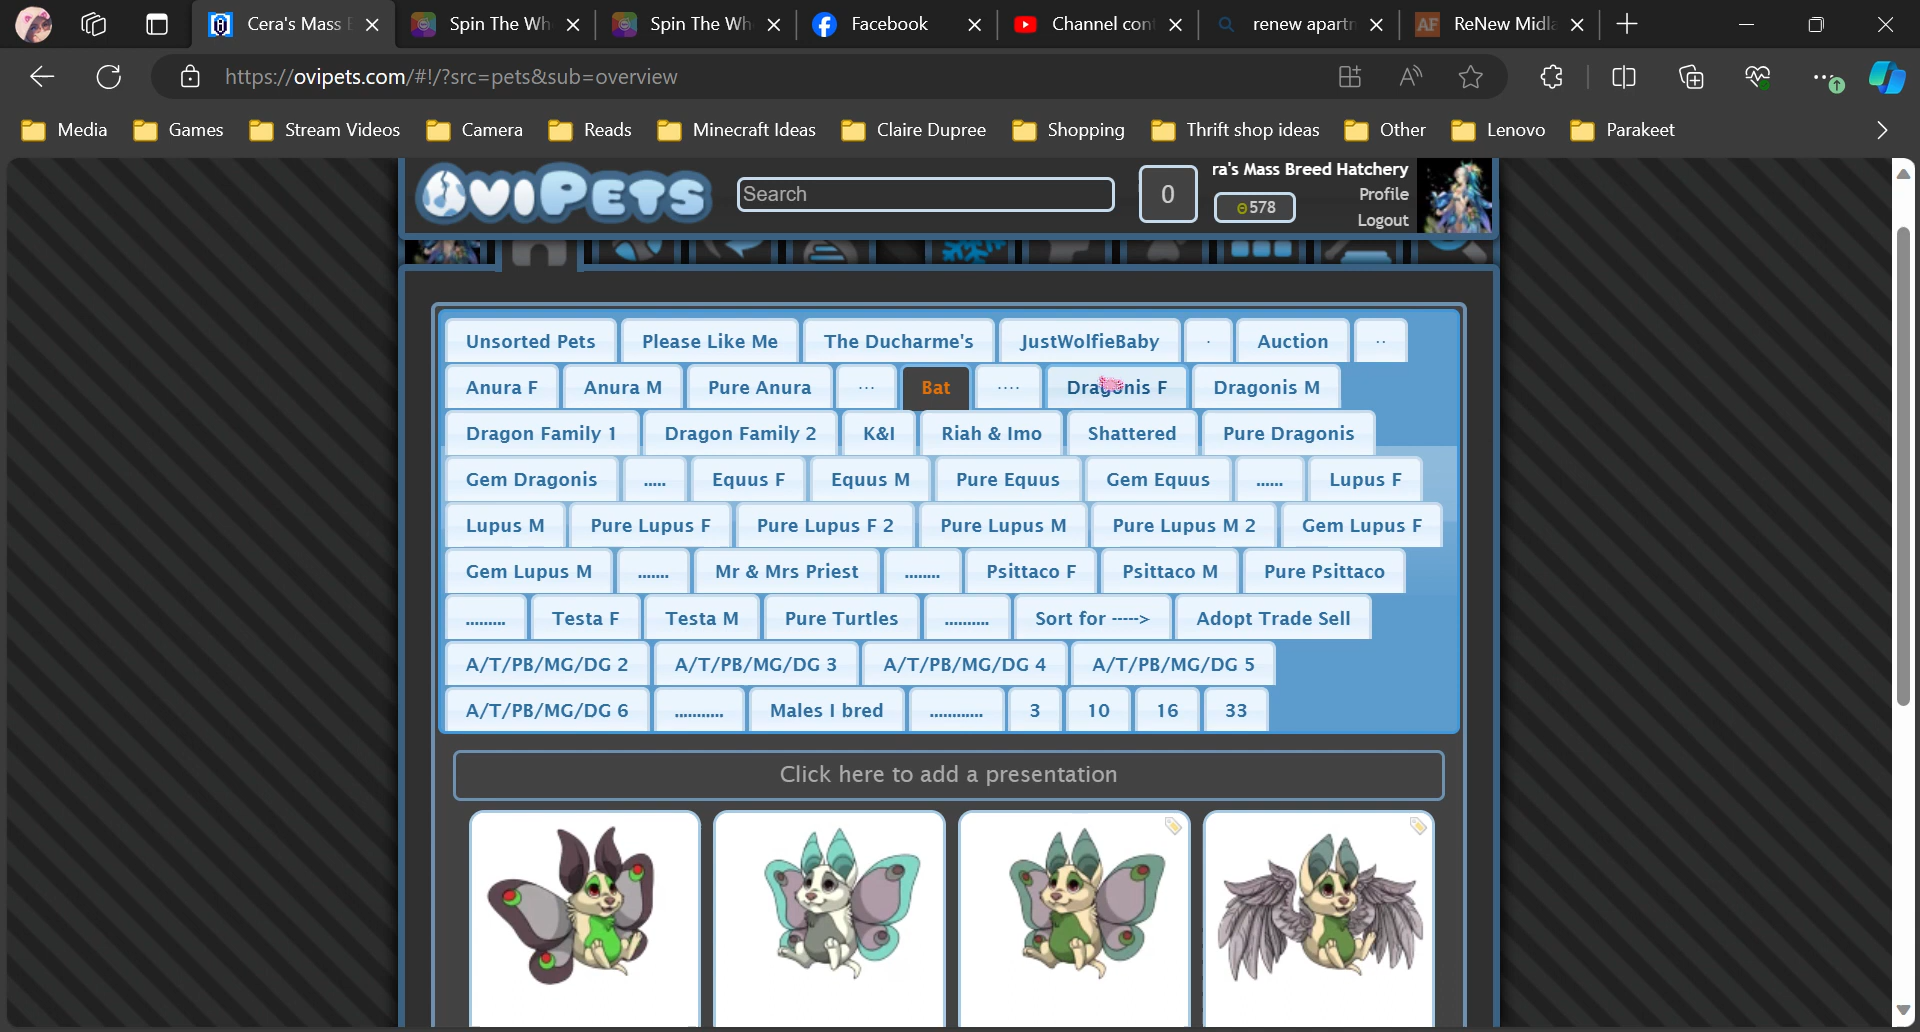 Cera's Mass
Spin The Wh
Spin The Wh
Facebook
Channel con
renew apartn
AF ReNew Midla
https://ovipets.com/#!/?src=pets&sub=overview
Media
Games
Stream Videos
Camera
Reads
Minecraft Ideas
Claire Dupree
Shopping
Thrift shop ideas
Other
Lenovo
Parakeet
OviPets
Search
0
ra's Mass Breed Hatchery
578
Profile
Logout
Unsorted Pets Please Like Me The Ducharme's JustWolfieBaby · Auction ··
Anura F Anura M Pure Anura ··· Bat ···· Dragonis F Dragonis M
Dragon Family 1 Dragon Family 2 K&I Riah & Imo Shattered Pure Dragonis
Gem Dragonis ..... Equus F Equus M Pure Equus Gem Equus ...... Lupus F
Lupus M Pure Lupus F Pure Lupus F 2 Pure Lupus M Pure Lupus M 2 Gem Lupus F
Gem Lupus M ....... Mr & Mrs Priest ........ Psittaco F Psittaco M Pure Psittaco
......... Testa F Testa M Pure Turtles .......... Sort for -----> Adopt Trade Sell
A/T/PB/MG/DG 2 A/T/PB/MG/DG 3 A/T/PB/MG/DG 4 A/T/PB/MG/DG 5
A/T/PB/MG/DG 6 ........... Males I bred ............ 3 10 16 33
Click here to add a presentation